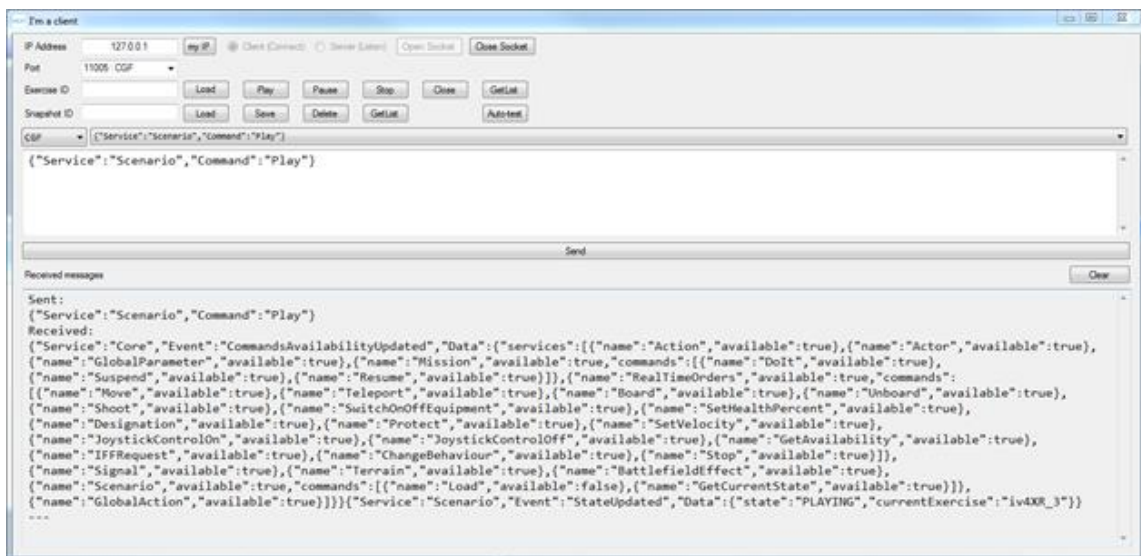 I'm a client
IP Address 127.0.0.1 my IP Client (Connect) Server (Listen) Open Socket Close Socket
Port 11005 CGF
Exercise ID Load Play Pause Stop Close GetList
Snapshot ID Load Save Delete GetList Auto-test
CGF {"Service":"Scenario","Command":"Play"}
{"Service":"Scenario","Command":"Play"}
Send
Received messages Clear
Sent:
{"Service":"Scenario","Command":"Play"}
Received:
{"Service":"Core","Event":"CommandsAvailabilityUpdated","Data":{"services":[{"name":"Action","available":true},{"name":"Actor","available":true},
{"name":"GlobalParameter","available":true},{"name":"Mission","available":true,"commands":[{"name":"DoIt","available":true},
{"name":"Suspend","available":true},{"name":"Resume","available":true}]},{"name":"RealTimeOrders","available":true,"commands":
[{"name":"Move","available":true},{"name":"Teleport","available":true},{"name":"Board","available":true},{"name":"Unboard","available":true},
{"name":"Shoot","available":true},{"name":"SwitchOnOffEquipment","available":true},{"name":"SetHealthPercent","available":true},
{"name":"Designation","available":true},{"name":"Protect","available":true},{"name":"SetVelocity","available":true},
{"name":"JoystickControlOn","available":true},{"name":"JoystickControlOff","available":true},{"name":"GetAvailability","available":true},
{"name":"IFFRequest","available":true},{"name":"ChangeBehaviour","available":true},{"name":"Stop","available":true}]},
{"name":"Signal","available":true},{"name":"Terrain","available":true},{"name":"BattlefieldEffect","available":true},
{"name":"Scenario","available":true,"commands":[{"name":"Load","available":false},{"name":"GetCurrentState","available":true}]},
{"name":"GlobalAction","available":true}]}}{"Service":"Scenario","Event":"StateUpdated","Data":{"state":"PLAYING","currentExercise":"iv4XR_3"}}
---